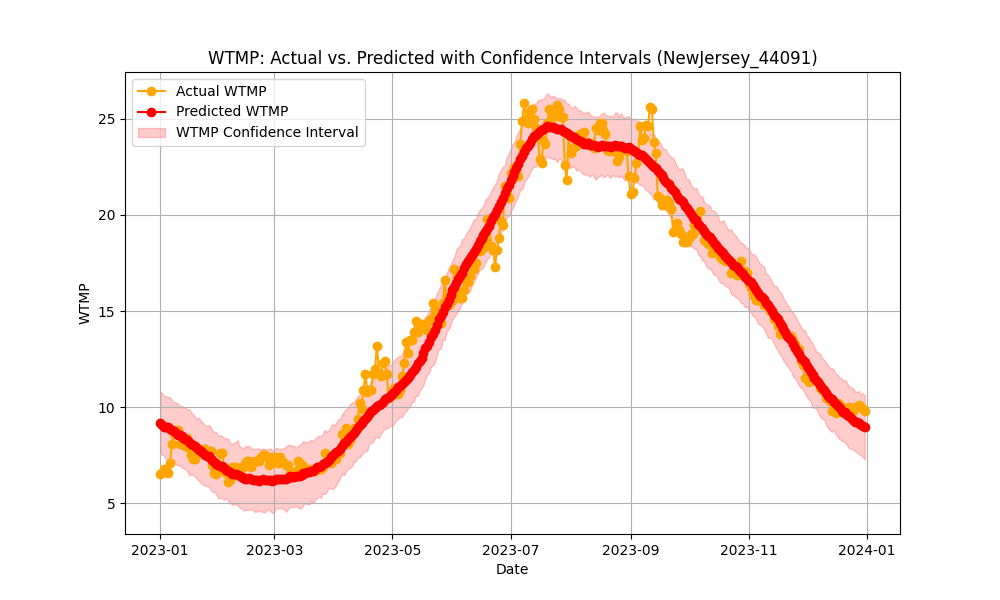 WTMP: Actual vs. Predicted with Confidence Intervals (NewJersey_44091)
Actual WTMP
Predicted WTMP
WTMP Confidence Interval
WTMP
25
20
15
10
5
2023-01 2023-03 2023-05 2023-07 2023-09 2023-11 2024-01
Date